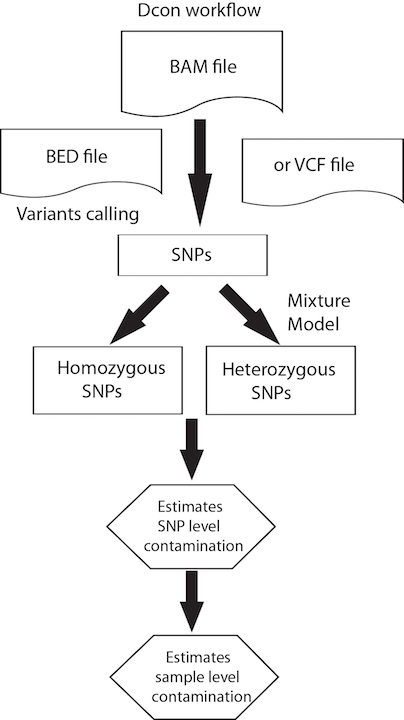 Dcon workflow
BAM file
BED file
or VCF file
Variants calling
SNPs
Mixture
Model
Homozygous
SNPs
Heterozygous
SNPs
Estimates
SNP level
contamination
Estimates
sample level
contamination